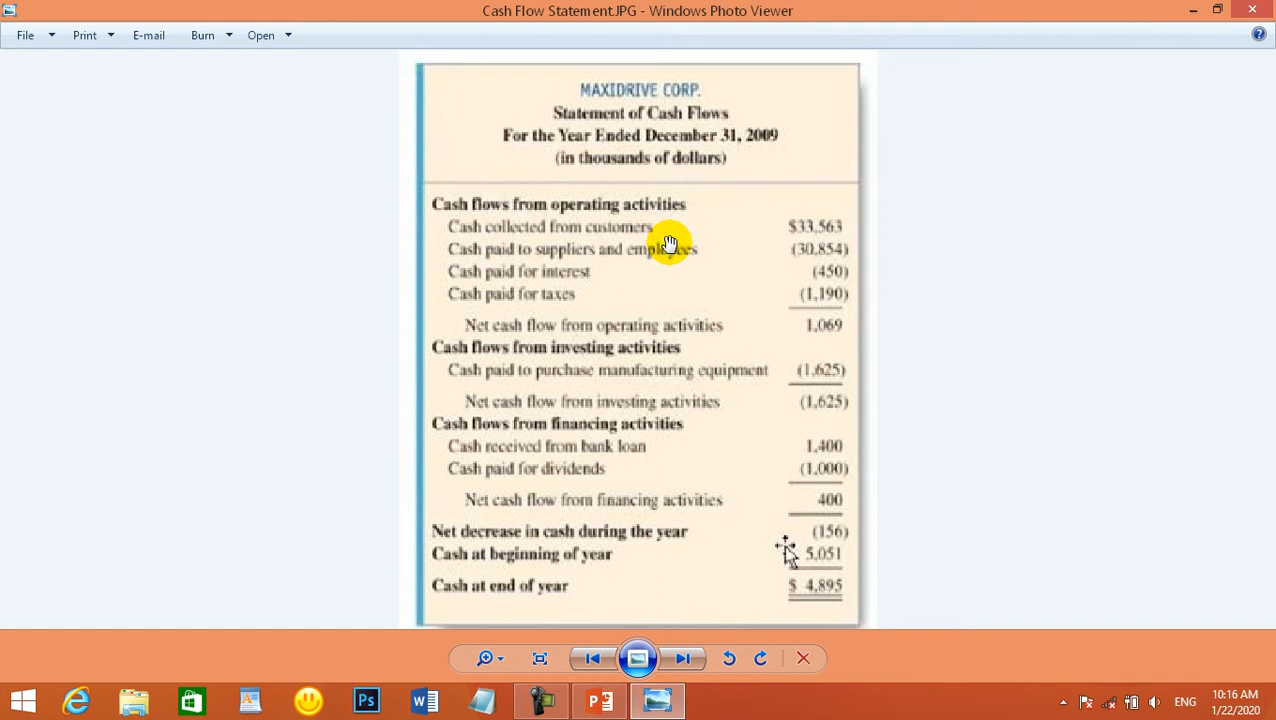 Cash Flow Statement.JPG - Windows Photo Viewer
File Print E-mail Burn Open
MAXIDRIVE CORP.
Statement of Cash Flows
For the Year Ended December 31, 2009
(in thousands of dollars)
Cash flows from operating activities
Cash collected from customers $33,563
Cash paid to suppliers and employees (30,854)
Cash paid for interest (450)
Cash paid for taxes (1,190)
Net cash flow from operating activities 1,069
Cash flows from investing activities
Cash paid to purchase manufacturing equipment (1,625)
Net cash flow from investing activities (1,625)
Cash flows from financing activities
Cash received from bank loan 1,400
Cash paid for dividends (1,000)
Net cash flow from financing activities 400
Net decrease in cash during the year (156)
Cash at beginning of year 5,051
Cash at end of year $ 4,895
ENG 10:16 AM
1/22/2020